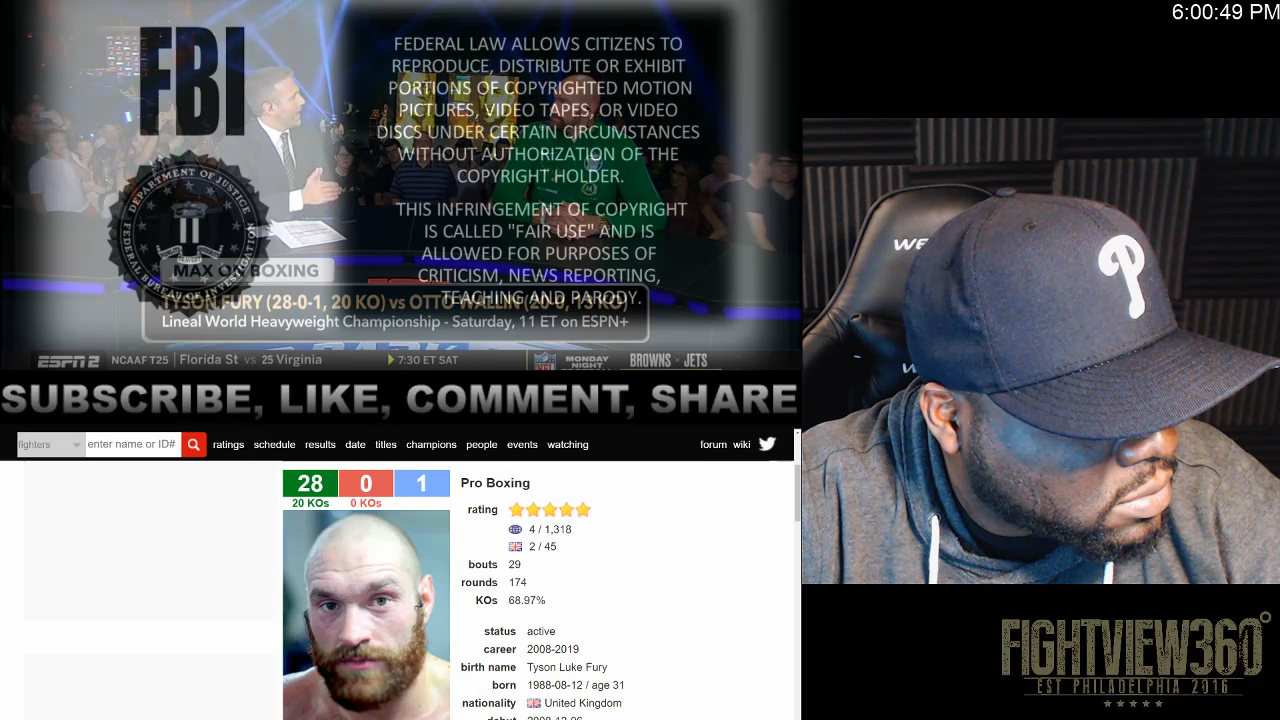 6:00:49 PM
FBI
FEDERAL LAW ALLOWS CITIZENS TO
REPRODUCE, DISTRIBUTE OR EXHIBIT
PORTIONS OF COPYRIGHTED MOTION
PICTURES, VIDEO TAPES, OR VIDEO
DISCS UNDER CERTAIN CIRCUMSTANCES
WITHOUT AUTHORIZATION OF THE
COPYRIGHT HOLDER.
THIS INFRINGEMENT OF COPYRIGHT
IS CALLED "FAIR USE" AND IS
ALLOWED FOR PURPOSES OF
CRITICISM, NEWS REPORTING,
TEACHING AND PARODY.
DEPARTMENT OF JUSTICE
FEDERAL BUREAU OF INVESTIGATION
MAX ON BOXING
TYSON FURY (28-0-1, 20 KO) vs OTTO WALLIN
Lineal World Heavyweight Championship - Saturday, 11 ET on ESPN+
ESPN2 NCAAF T25 Florida St vs 25 Virginia 7:30 ET SAT NFL MONDAY NIGHT BROWNS JETS
SUBSCRIBE, LIKE, COMMENT, SHARE
fighters enter name or ID# ratings schedule results date titles champions people events watching forum wiki
28 0 1
20 KOs 0 KOs
Pro Boxing
rating
4 / 1,318
2 / 45
bouts 29
rounds 174
KOs 68.97%
status active
career 2008-2019
birth name Tyson Luke Fury
born 1988-08-12 / age 31
nationality United Kingdom
WE
W
P
FIGHTVIEW360°
EST PHILADELPHIA 2016